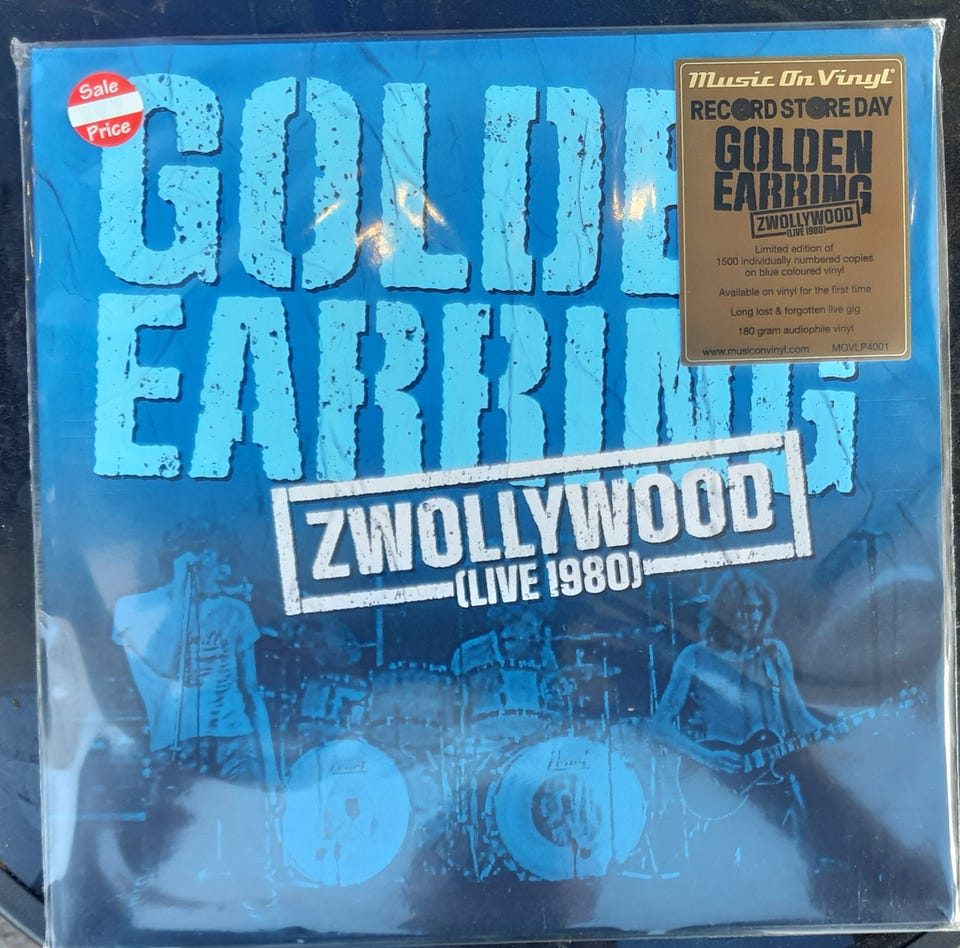 Sale
Price
GOLDE
EARRING
ZWOLLYWOOD
(LIVE 1980)
Music On Vinyl
RECORD STORE DAY
GOLDEN
EARRING
ZWOLLYWOOD
(LIVE 1980)
Limited edition of
1500 individually numbered copies
on blue coloured vinyl
Available on vinyl for the first time
Long lost & forgotten live gig
180 gram audiophile vinyl
www.musiconvinyl.com MOVLP4001